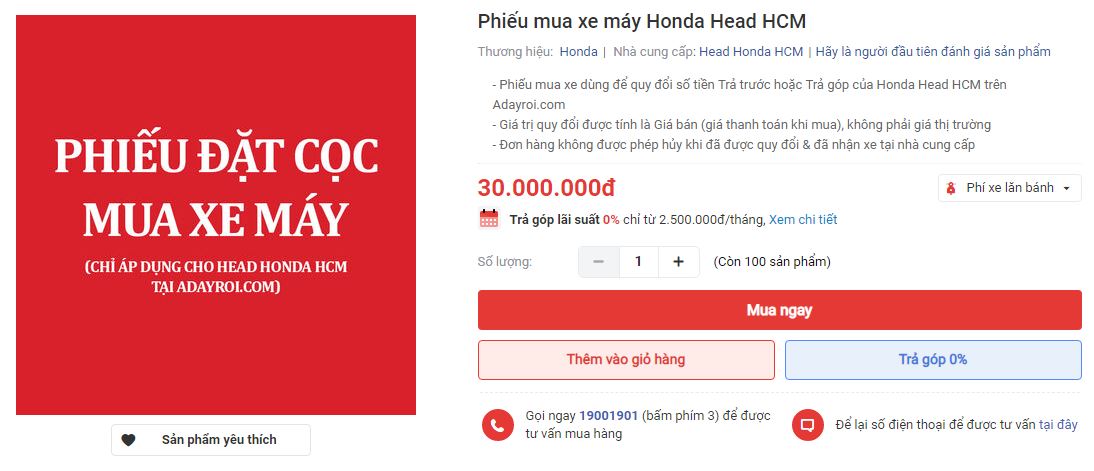 PHIẾU ĐẶT CỌC
MUA XE MÁY
(CHỈ ÁP DỤNG CHO HEAD HONDA HCM
TẠI ADAYROI.COM)
Sản phẩm yêu thích
Phiếu mua xe máy Honda Head HCM
Thương hiệu: Honda | Nhà cung cấp: Head Honda HCM | Hãy là người đầu tiên đánh giá sản phẩm
- Phiếu mua xe dùng để quy đổi số tiền Trả trước hoặc Trả góp của Honda Head HCM trên
Adayroi.com
- Giá trị quy đổi được tính là Giá bán (giá thanh toán khi mua), không phải giá thị trường
- Đơn hàng không được phép hủy khi đã được quy đổi & đã nhận xe tại nhà cung cấp
30.000.000đ
Phí xe lăn bánh
Trả góp lãi suất 0% chỉ từ 2.500.000đ/tháng, Xem chi tiết
Số lượng: − 1 + (Còn 100 sản phẩm)
Mua ngay
Thêm vào giỏ hàng
Trả góp 0%
Gọi ngay 19001901 (bấm phím 3) để được
tư vấn mua hàng
Để lại số điện thoại để được tư vấn tại đây